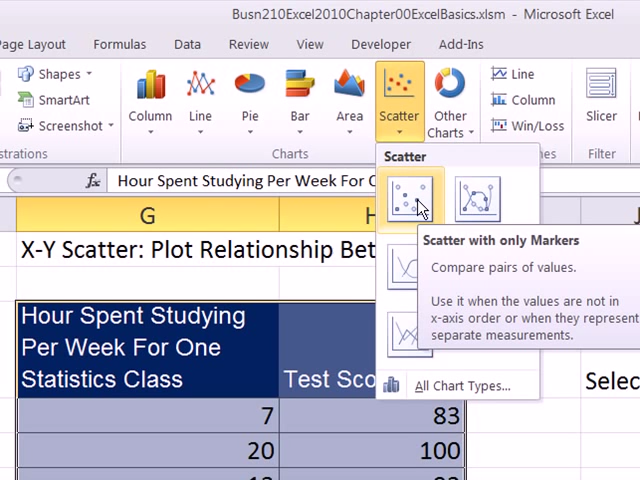 Busn210Excel2010Chapter00ExcelBasics.xlsm - Microsoft Excel
Page Layout Formulas Data Review View Developer Add-Ins
Shapes
SmartArt
Screenshot
Column Line Pie Bar Area Scatter Other Charts
Line
Column
Win/Loss
Slicer
Charts
Filter
fx Hour Spent Studying Per Week For O
Scatter
G H
X-Y Scatter: Plot Relationship Bet
Scatter with only Markers
Compare pairs of values.
Use it when the values are not in
x-axis order or when they represent
separate measurements.
All Chart Types...
Hour Spent Studying
Per Week For One
Statistics Class
Test Sco
Selec
7 83
20 100